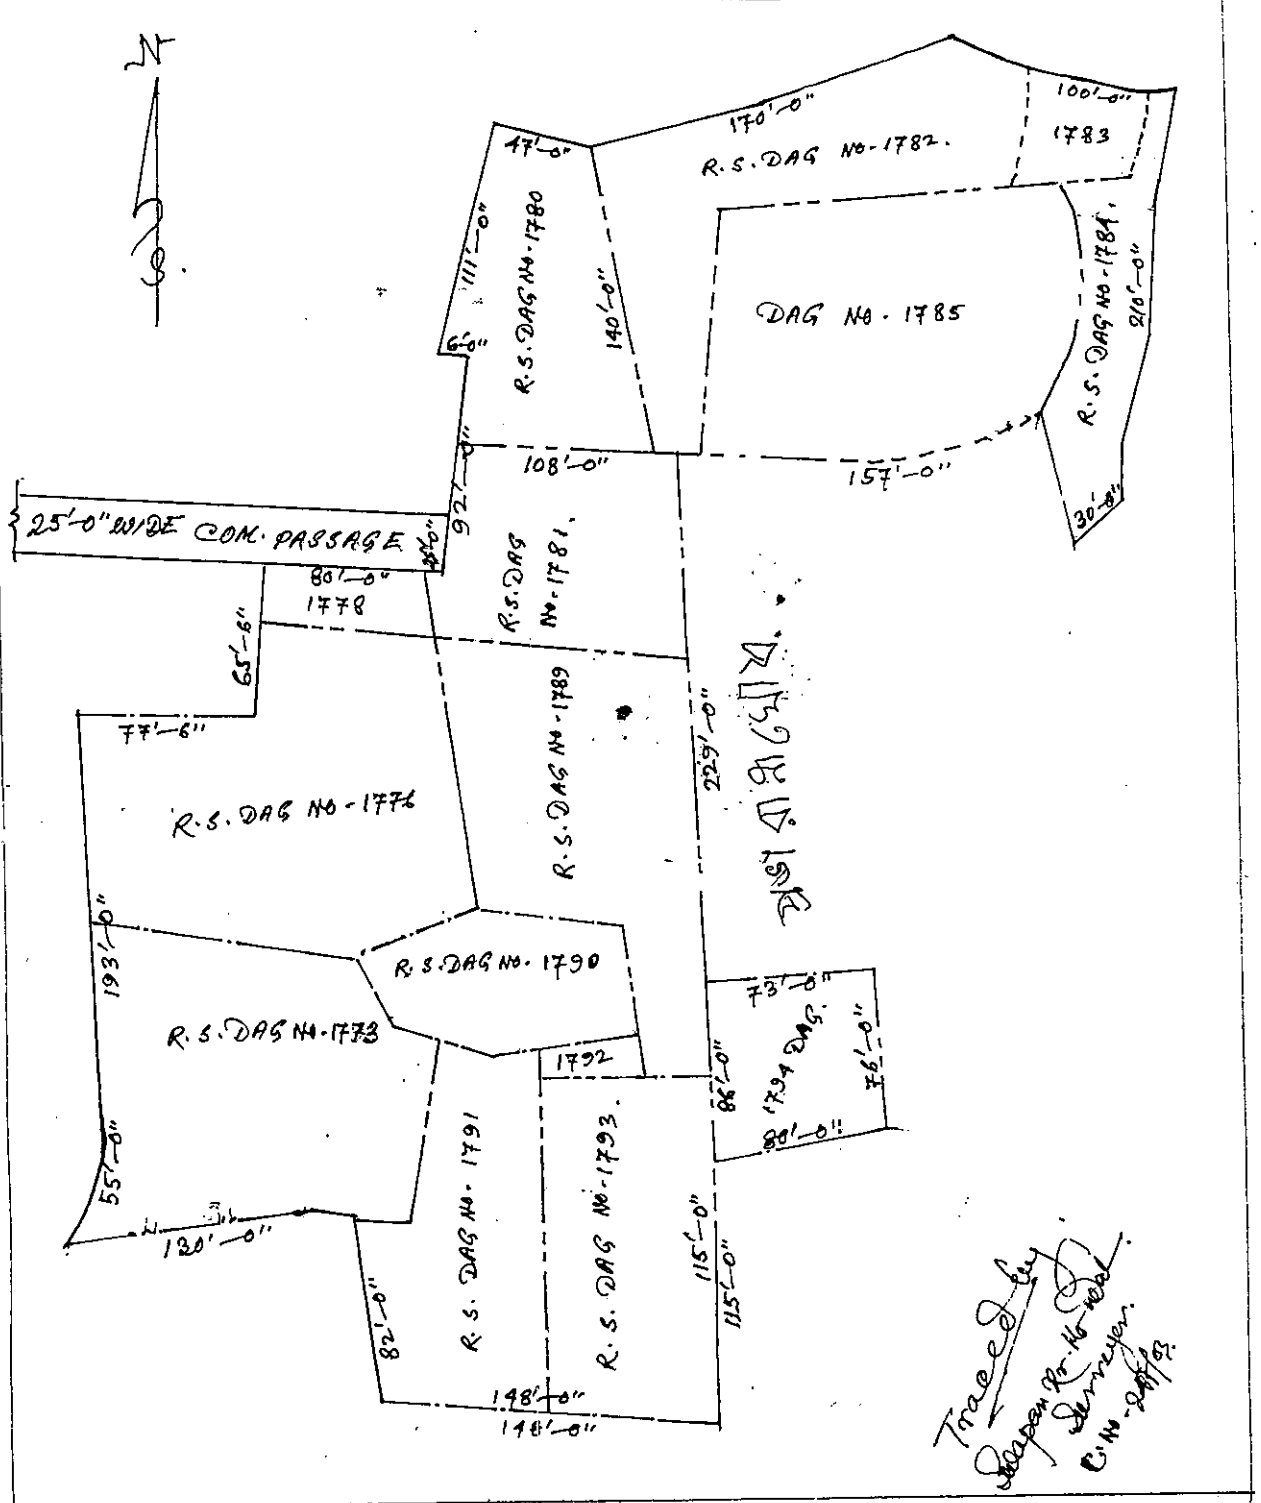 N
S.
47'-0"
170'-0"
100'-0"
1783
R.S. DAG NO-1782.
111'-0"
R.S. DAG NO-1780
140'-0"
6'0"
DAG NO. 1785
R.S. DAG NO-1784.
210'-0"
108'-0"
157'-0"
30'-0"
92'-0"
25'-0" WIDE COM. PASSAGE
80'-0"
1778
R.S. DAG
NO-1781.
65'-6"
77'-6"
R.S. DAG NO-1789
229'-0"
R.S. DAG NO-1776
193'-0"
R.S. DAG NO. 1790
R.S. DAG NO-1773
1792
73'-0"
1794 DAG.
76'-0"
86'-0"
80'-0"
55'-0"
130'-0"
R.S. DAG NO. 1791
R.S. DAG NO-1793.
115'-0"
115'-0"
82'-0"
148'-0"
148'-0"
Traced by
Surveyor.